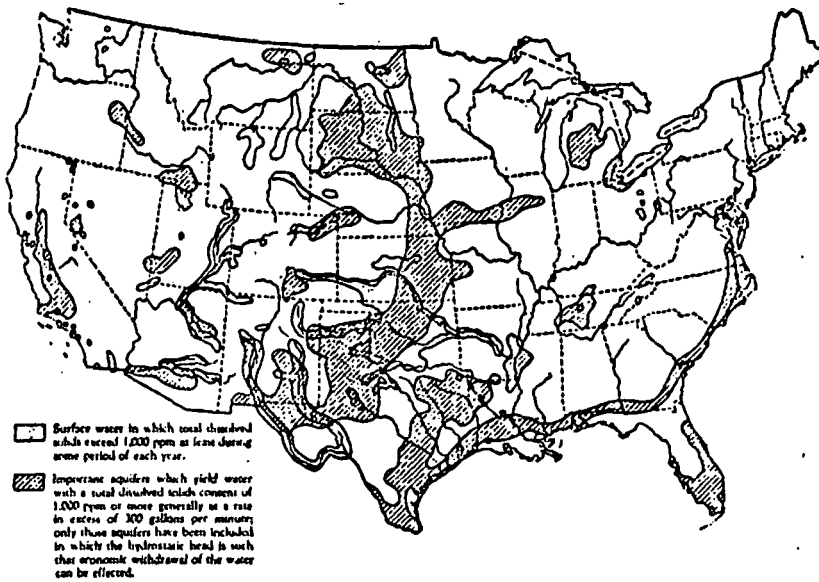 Surface water in which total dissolved
solids exceed 1,000 ppm at least during
some period of each year.
Important aquifers which yield water
with a total dissolved solids content of
1,000 ppm or more generally at a rate
in excess of 300 gallons per minute;
only those aquifers have been included
in which the hydrostatic head is such
that economic withdrawal of the water
can be effected.